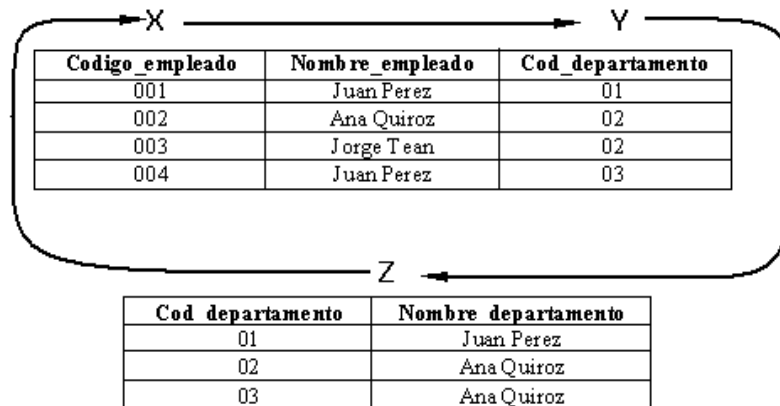 X Y
Codigo_empleado Nombre_empleado Cod_departamento
001 Juan Perez 01
002 Ana Quiroz 02
003 Jorge Tean 02
004 Juan Perez 03
Z
Cod departamento Nombre departamento
01 Juan Perez
02 Ana Quiroz
03 Ana Quiroz